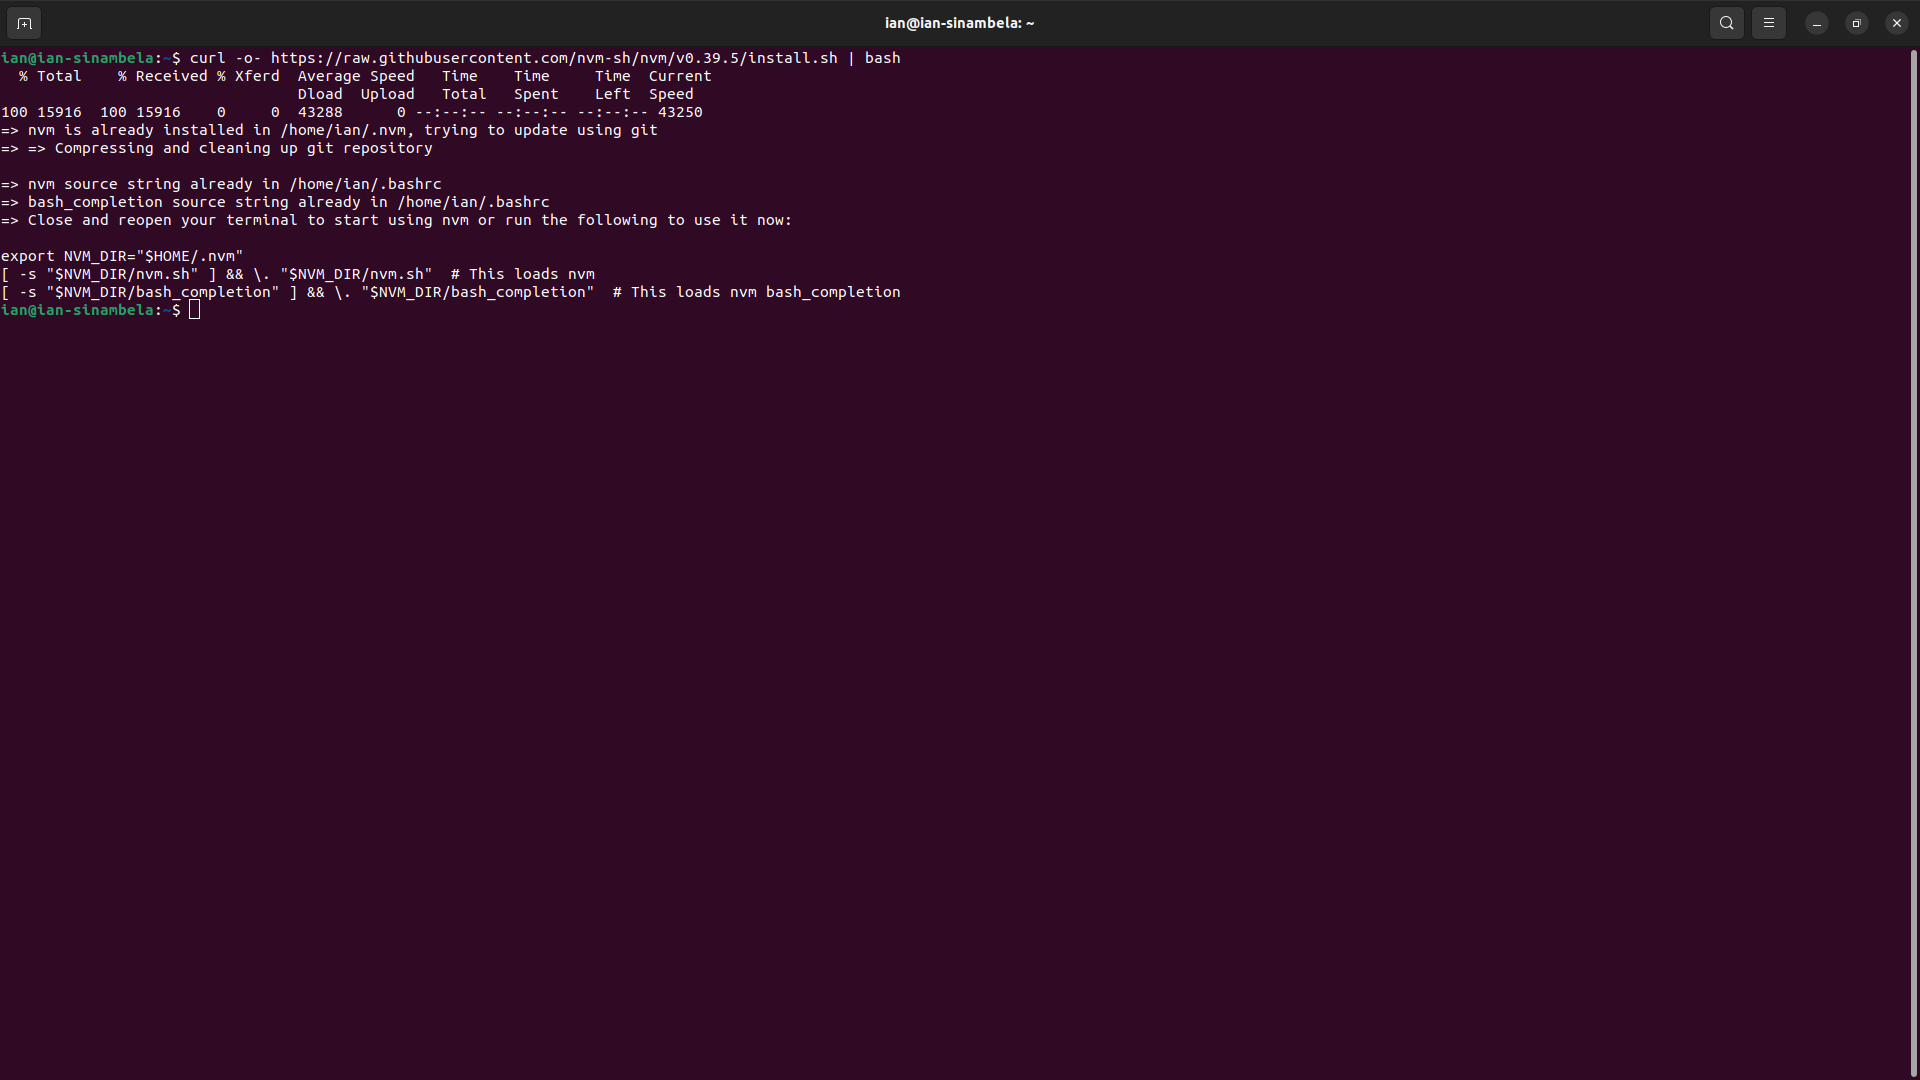 ian@ian-sinambela: ~
ian@ian-sinambela:~$ curl -o- https://raw.githubusercontent.com/nvm-sh/nvm/v0.39.5/install.sh | bash
  % Total    % Received % Xferd  Average Speed   Time    Time     Time  Current
                                 Dload  Upload   Total   Spent    Left  Speed
100 15916  100 15916    0     0  43288      0 --:--:-- --:--:-- --:--:-- 43250
=> nvm is already installed in /home/ian/.nvm, trying to update using git
=> => Compressing and cleaning up git repository

=> nvm source string already in /home/ian/.bashrc
=> bash_completion source string already in /home/ian/.bashrc
=> Close and reopen your terminal to start using nvm or run the following to use it now:

export NVM_DIR="$HOME/.nvm"
[ -s "$NVM_DIR/nvm.sh" ] && \. "$NVM_DIR/nvm.sh"  # This loads nvm
[ -s "$NVM_DIR/bash_completion" ] && \. "$NVM_DIR/bash_completion"  # This loads nvm bash_completion
ian@ian-sinambela:~$